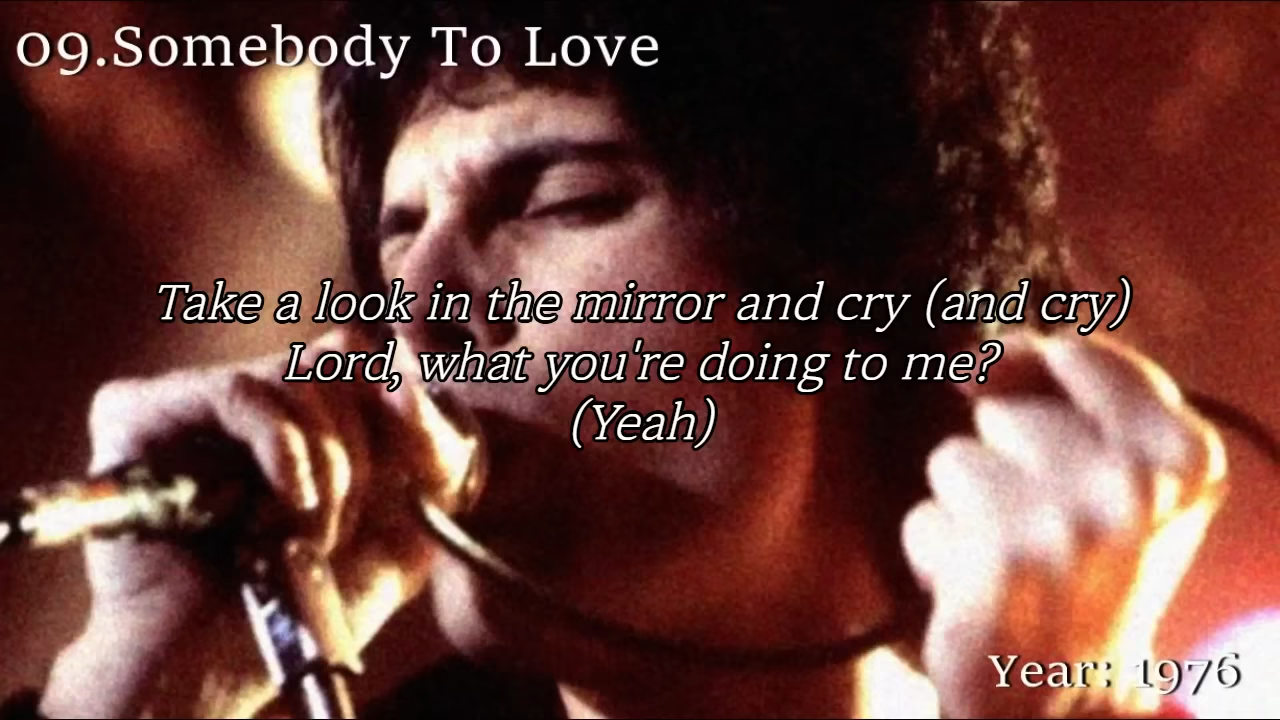 09.Somebody To Love
Take a look in the mirror and cry (and cry)
Lord, what you're doing to me?
(Yeah)
Year: 1976